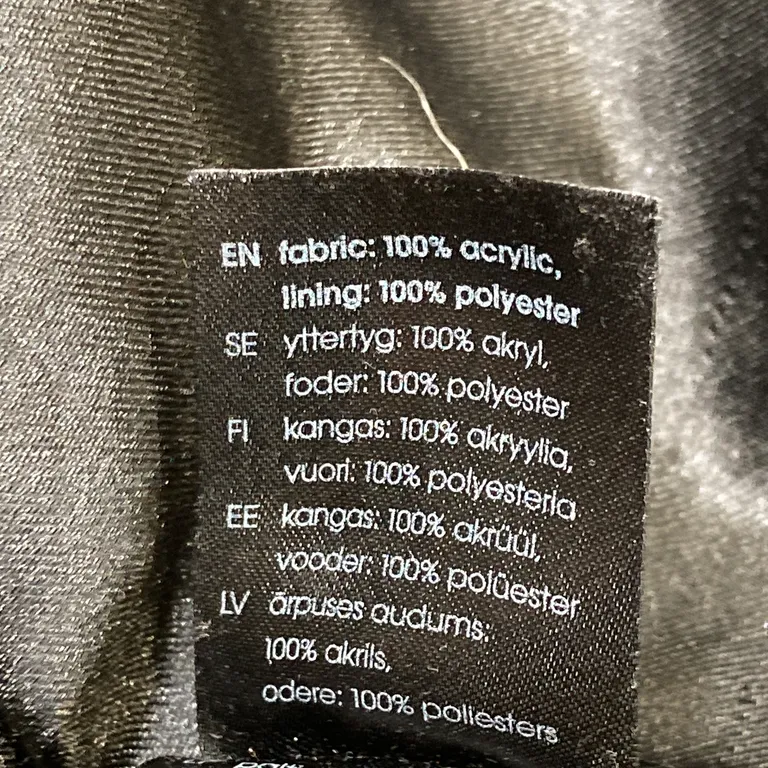 EN fabric: 100% acrylic,
lining: 100% polyester
SE yttertyg: 100% akryl,
foder: 100% polyester
FI kangas: 100% akryylia,
vuori: 100% polyesteria
EE kangas: 100% akrüül,
vooder: 100% polüester
LV ārpuses audums:
100% akrils,
odere: 100% poliesters